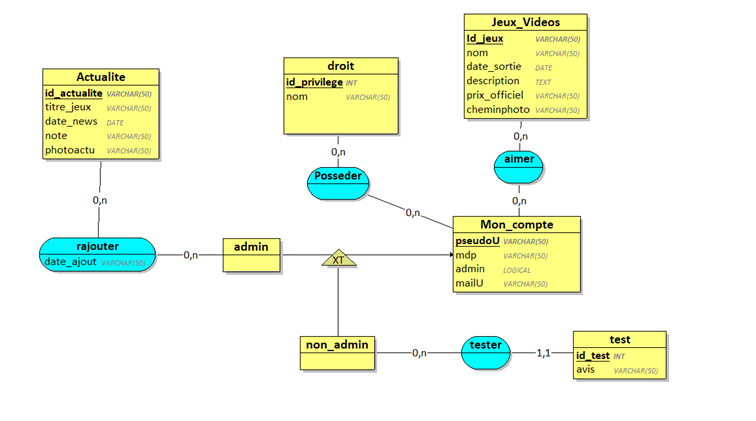 Jeux_Videos
Id_jeux VARCHAR(50)
nom VARCHAR(50)
date_sortie DATE
description TEXT
prix_officiel VARCHAR(50)
cheminphoto VARCHAR(50)
droit
id_privilege INT
nom VARCHAR(50)
Actualite
id_actualite VARCHAR(50)
titre_jeux VARCHAR(50)
date_news DATE
note VARCHAR(50)
photoactu VARCHAR(50)
0,n
0,n
aimer
Posseder
0,n
0,n
0,n
Mon_compte
pseudoU VARCHAR(50)
mdp VARCHAR(50)
admin LOGICAL
mailU VARCHAR(50)
rajouter
date_ajout VARCHAR(50)
0,n
admin
XT
non_admin
0,n
tester
1,1
test
id_test INT
avis VARCHAR(50)